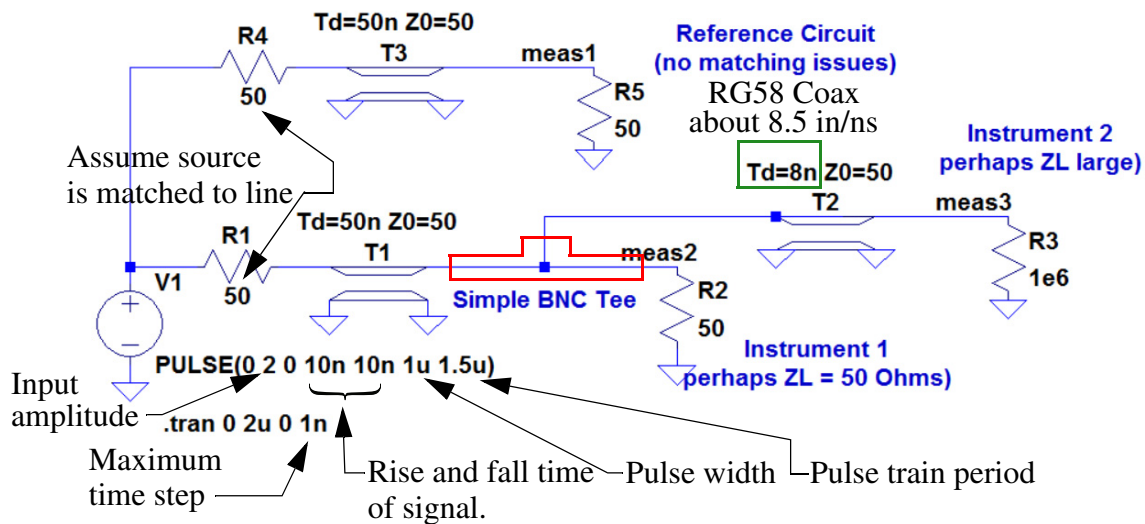 Td=50n Z0=50
R4
T3
50
meas1
R5
50
Reference Circuit
(no matching issues)
RG58 Coax
about 8.5 in/ns
Instrument 2
perhaps ZL large)
Assume source
is matched to line
Td=8n Z0=50
T2
meas3
R3
1e6
Td=50n Z0=50
R1
T1
50
V1
meas2
R2
50
Simple BNC Tee
Instrument 1
perhaps ZL = 50 Ohms)
PULSE(0 2 0 10n 10n 1u 1.5u)
Input
amplitude
.tran 0 2u 0 1n
Maximum
time step
Rise and fall time
of signal.
Pulse width
Pulse train period